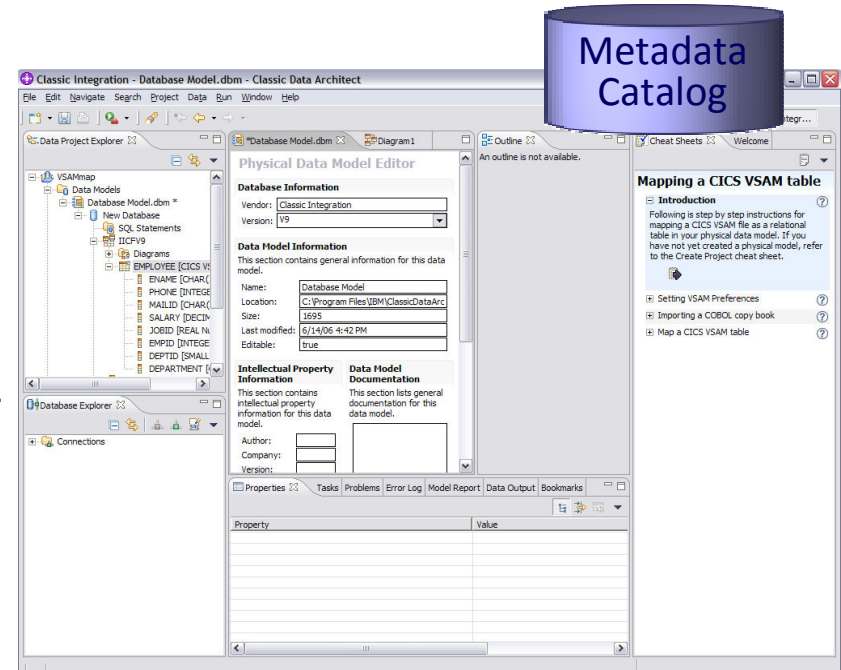 Metadata
Catalog
Classic Integration - Database Model.dbm - Classic Data Architect
File Edit Navigate Search Project Data Run Window Help
Data Project Explorer
VSAMmap
Data Models
Database Model.dbm *
New Database
SQL Statements
IICFV9
Diagrams
EMPLOYEE [CICS VS
ENAME [CHAR(
PHONE [INTEGE
MAILID [CHAR(
SALARY [DECIM
JOBID [REAL Nu
EMPID [INTEGE
DEPTID [SMALL
DEPARTMENT [
Database Explorer
Connections
*Database Model.dbm Diagram1
Physical Data Model Editor
Database Information
Vendor: Classic Integration
Version: V9
Data Model Information
This section contains general information for this data
model.
Name: Database Model
Location: C:\Program Files\IBM\ClassicDataArc
Size: 1695
Last modified: 6/14/06 4:42 PM
Editable: true
Intellectual Property
Information
This section contains
intellectual property
information for this data
model.
Author:
Company:
Version:
Data Model
Documentation
This section lists general
documentation for this
data model.
Outline
An outline is not available.
Properties Tasks Problems Error Log Model Report Data Output Bookmarks
Property Value
tegr...
Cheat Sheets Welcome
Mapping a CICS VSAM table
Introduction
Following is step by step instructions for
mapping a CICS VSAM file as a relational
table in your physical data model. If you
have not yet created a physical model, refer
to the Create Project cheat sheet.
Setting VSAM Preferences
Importing a COBOL copy book
Map a CICS VSAM table